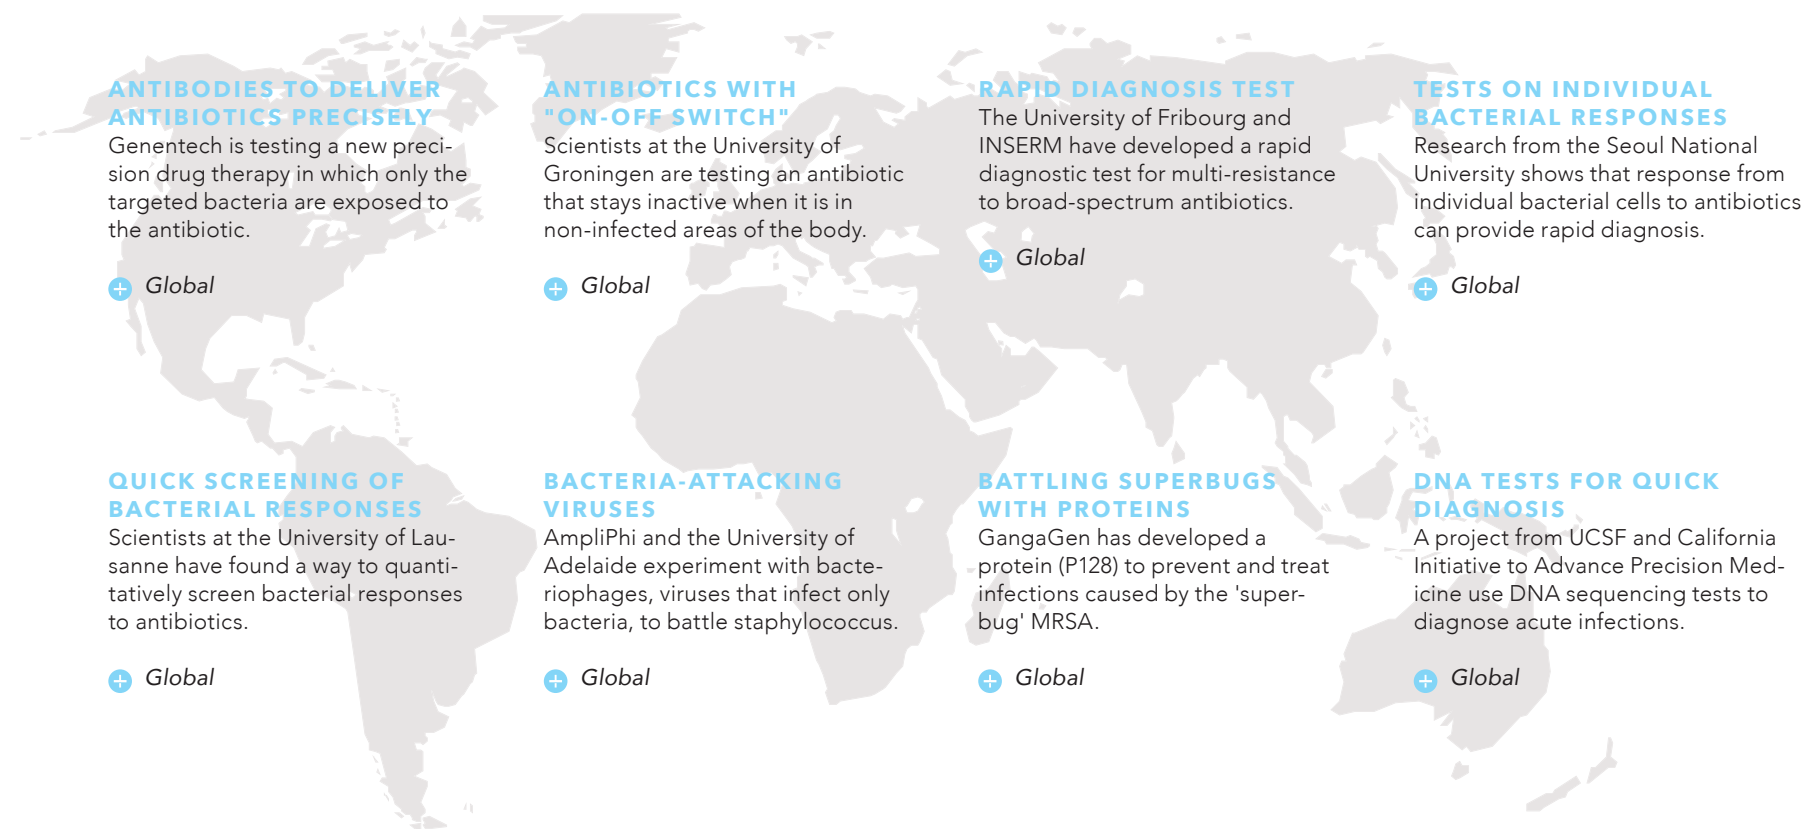 ANTIBODIES TO DELIVER
ANTIBIOTICS PRECISELY
Genentech is testing a new preci-
sion drug therapy in which only the
targeted bacteria are exposed to
the antibiotic.
Global
ANTIBIOTICS WITH
"ON-OFF SWITCH"
Scientists at the University of
Groningen are testing an antibiotic
that stays inactive when it is in
non-infected areas of the body.
Global
RAPID DIAGNOSIS TEST
The University of Fribourg and
INSERM have developed a rapid
diagnostic test for multi-resistance
to broad-spectrum antibiotics.
Global
TESTS ON INDIVIDUAL
BACTERIAL RESPONSES
Research from the Seoul National
University shows that response from
individual bacterial cells to antibiotics
can provide rapid diagnosis.
Global
QUICK SCREENING OF
BACTERIAL RESPONSES
Scientists at the University of Lau-
sanne have found a way to quanti-
tatively screen bacterial responses
to antibiotics.
Global
BACTERIA-ATTACKING
VIRUSES
AmpliPhi and the University of
Adelaide experiment with bacte-
riophages, viruses that infect only
bacteria, to battle staphylococcus.
Global
BATTLING SUPERBUGS
WITH PROTEINS
GangaGen has developed a
protein (P128) to prevent and treat
infections caused by the 'super-
bug' MRSA.
Global
DNA TESTS FOR QUICK
DIAGNOSIS
A project from UCSF and California
Initiative to Advance Precision Med-
icine use DNA sequencing tests to
diagnose acute infections.
Global